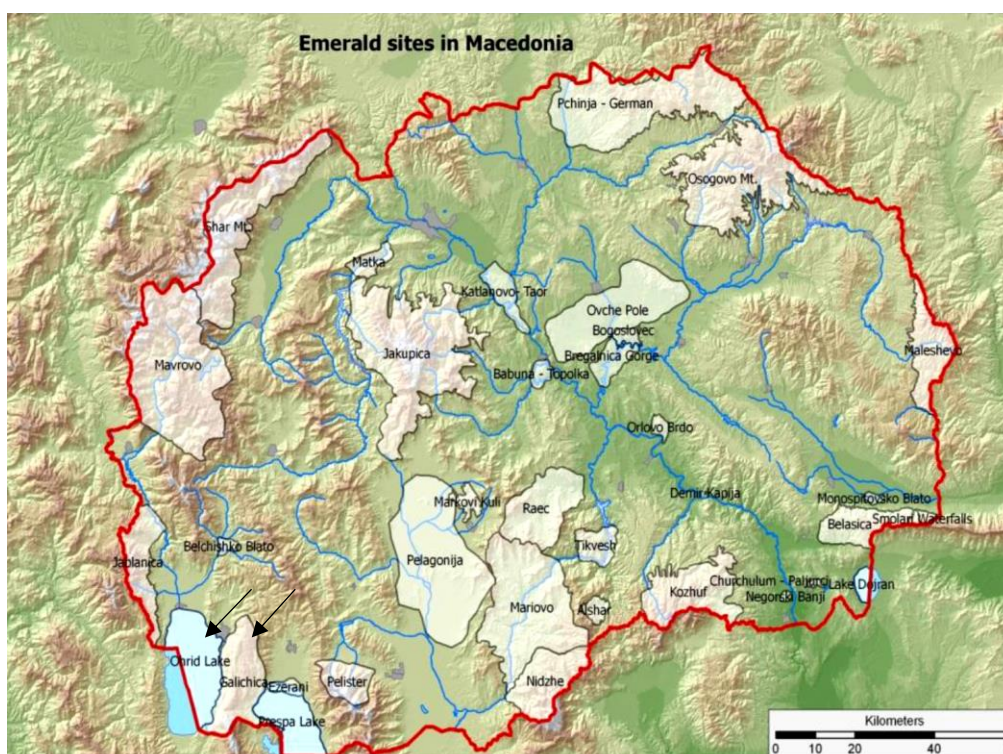 Emerald sites in Macedonia
Pchinja - German
Osogovo Mt.
Shar Mt.
Matka
Katlanovo- Taor
Ovche Pole
Bogoslovec
Mavrovo
Jakupica
Bregalnica Gorge
Maleshevo
Babuna - Topolka
Orlovo Brdo
Markovi Kuli
Raec
Demir Kapija
Monospitovsko Blato
Belasica
Smolari Waterfalls
Belchishko Blato
Tikvesh
Jablanica
Pelagonija
Churchulum - Paljorci
Lake Dojran
Kozhuf
Negorski Banji
Mariovo
Alshar
Ohrid Lake
Galichica
Ezerani
Pelister
Nidzhe
Prespa Lake
Kilometers
0 10 20 40